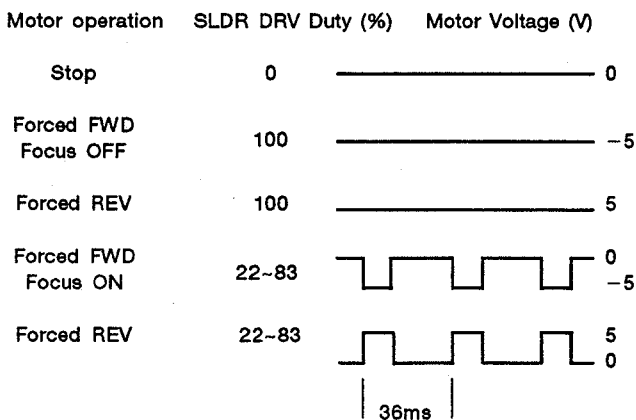 Motor operation SLDR DRV Duty (%) Motor Voltage (V)
Stop 0 0
Forced FWD
Focus OFF 100 −5
Forced REV 100 5
Forced FWD
Focus ON 22~83 0
−5
Forced REV 22~83 5
0
36ms